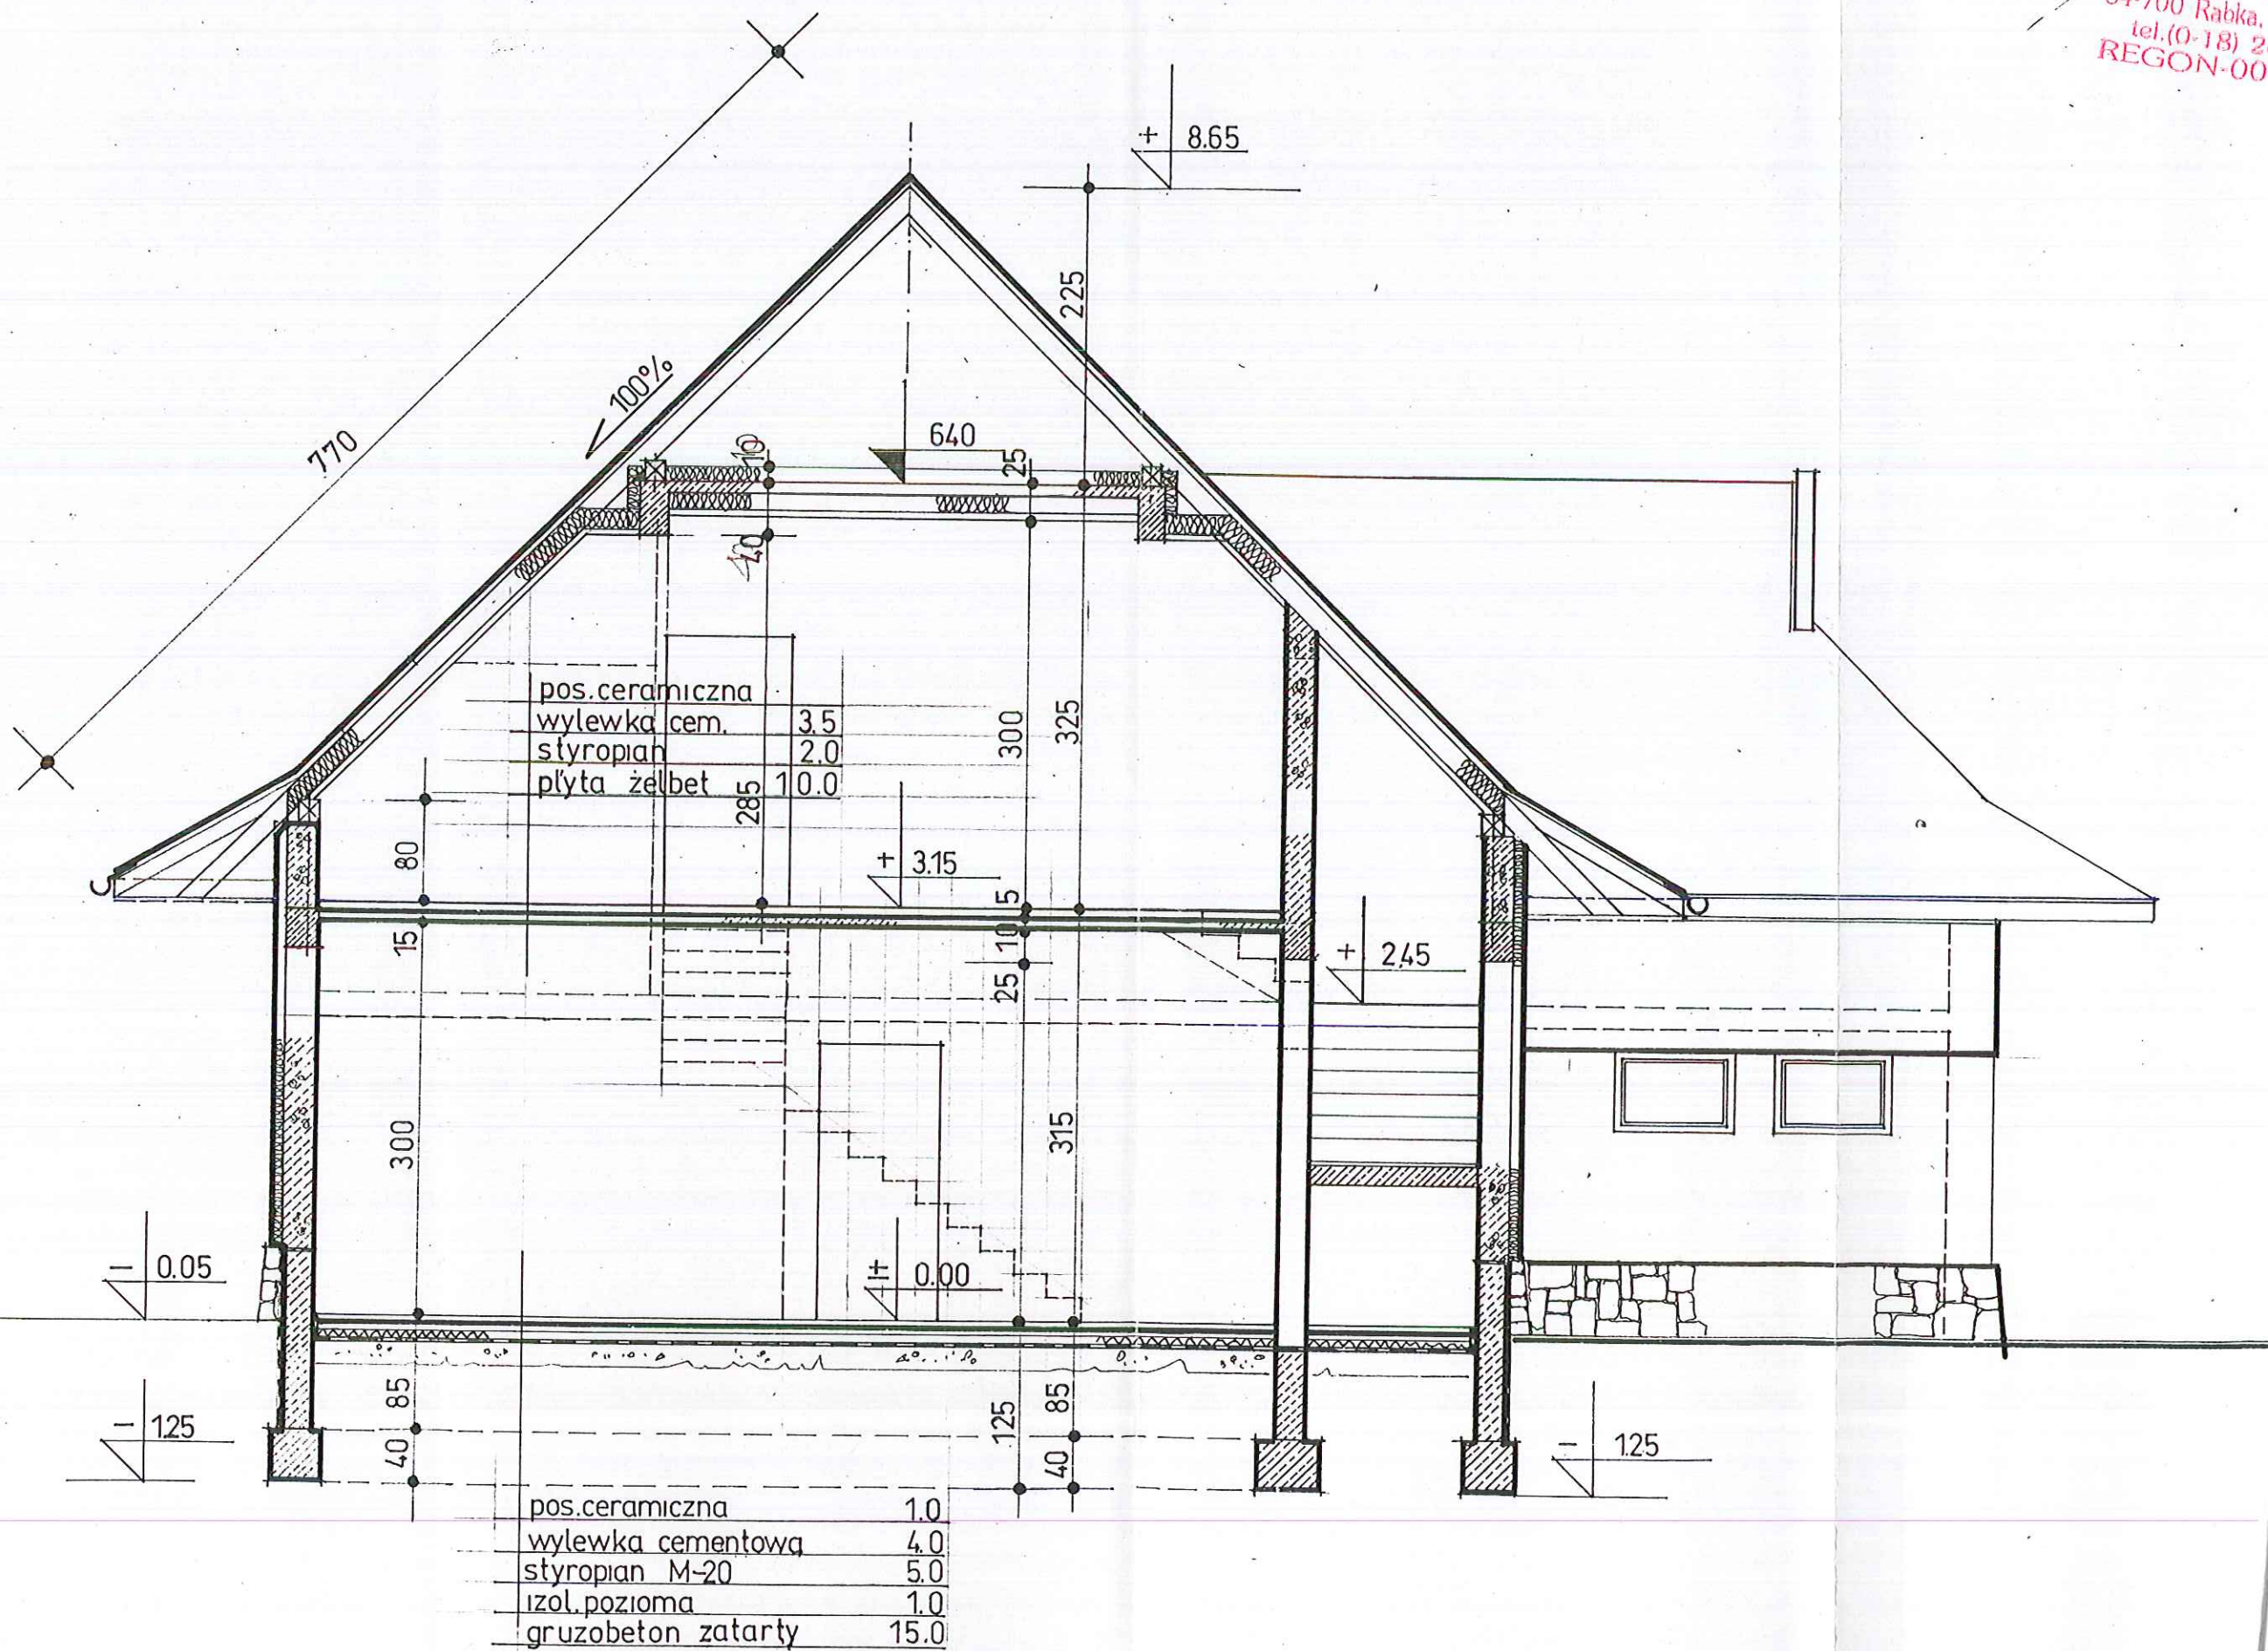 34-700 Rabka,
tel.(0-18) 2
REGON-00
+ 8.65
225
100%
770
640
10
25
pos.ceramiczna
wylewka cem. 3.5
styropian 2.0
płyta żelbet 10.0
300
325
285
80
+ 3.15
5
15
10
25
+ 2.45
300
315
- 0.05
± 0.00
85
125
85
- 1.25
40
40
- 1.25
pos.ceramiczna 1.0
wylewka cementowa 4.0
styropian M-20 5.0
izol.pozioma 1.0
gruzobeton zatarty 15.0